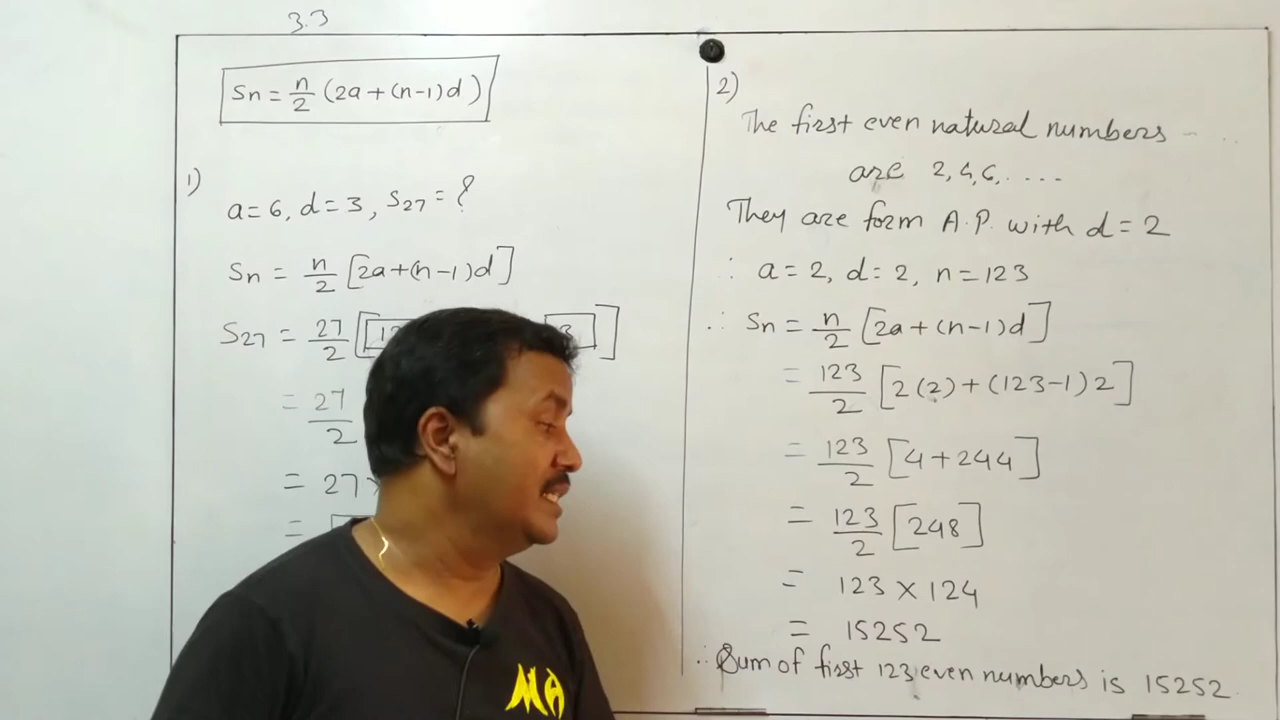 3.3
Sn = n/2 (2a + (n-1)d)
1)
a = 6, d = 3, S27 = ?
Sn = n/2 [2a + (n-1)d]
S27 = 27/2 [
= 27/2
= 27
=
2)
The first even natural numbers
are 2, 4, 6, ....
They are form A.P. with d = 2
∴ a = 2, d = 2, n = 123
∴ Sn = n/2 [2a + (n-1)d]
= 123/2 [2(2) + (123-1)2]
= 123/2 [4 + 244]
= 123/2 [248]
= 123 × 124
= 15252
∴ Sum of first 123 even numbers is 15252.
MA